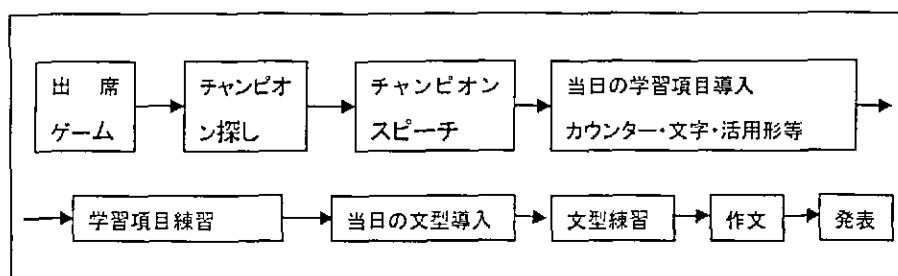 出席
ゲーム
チャンピオ
ン探し
チャンピオン
スピーチ
当日の学習項目導入
カウンター・文字・活用形等
学習項目練習
当日の文型導入
文型練習
作文
発表